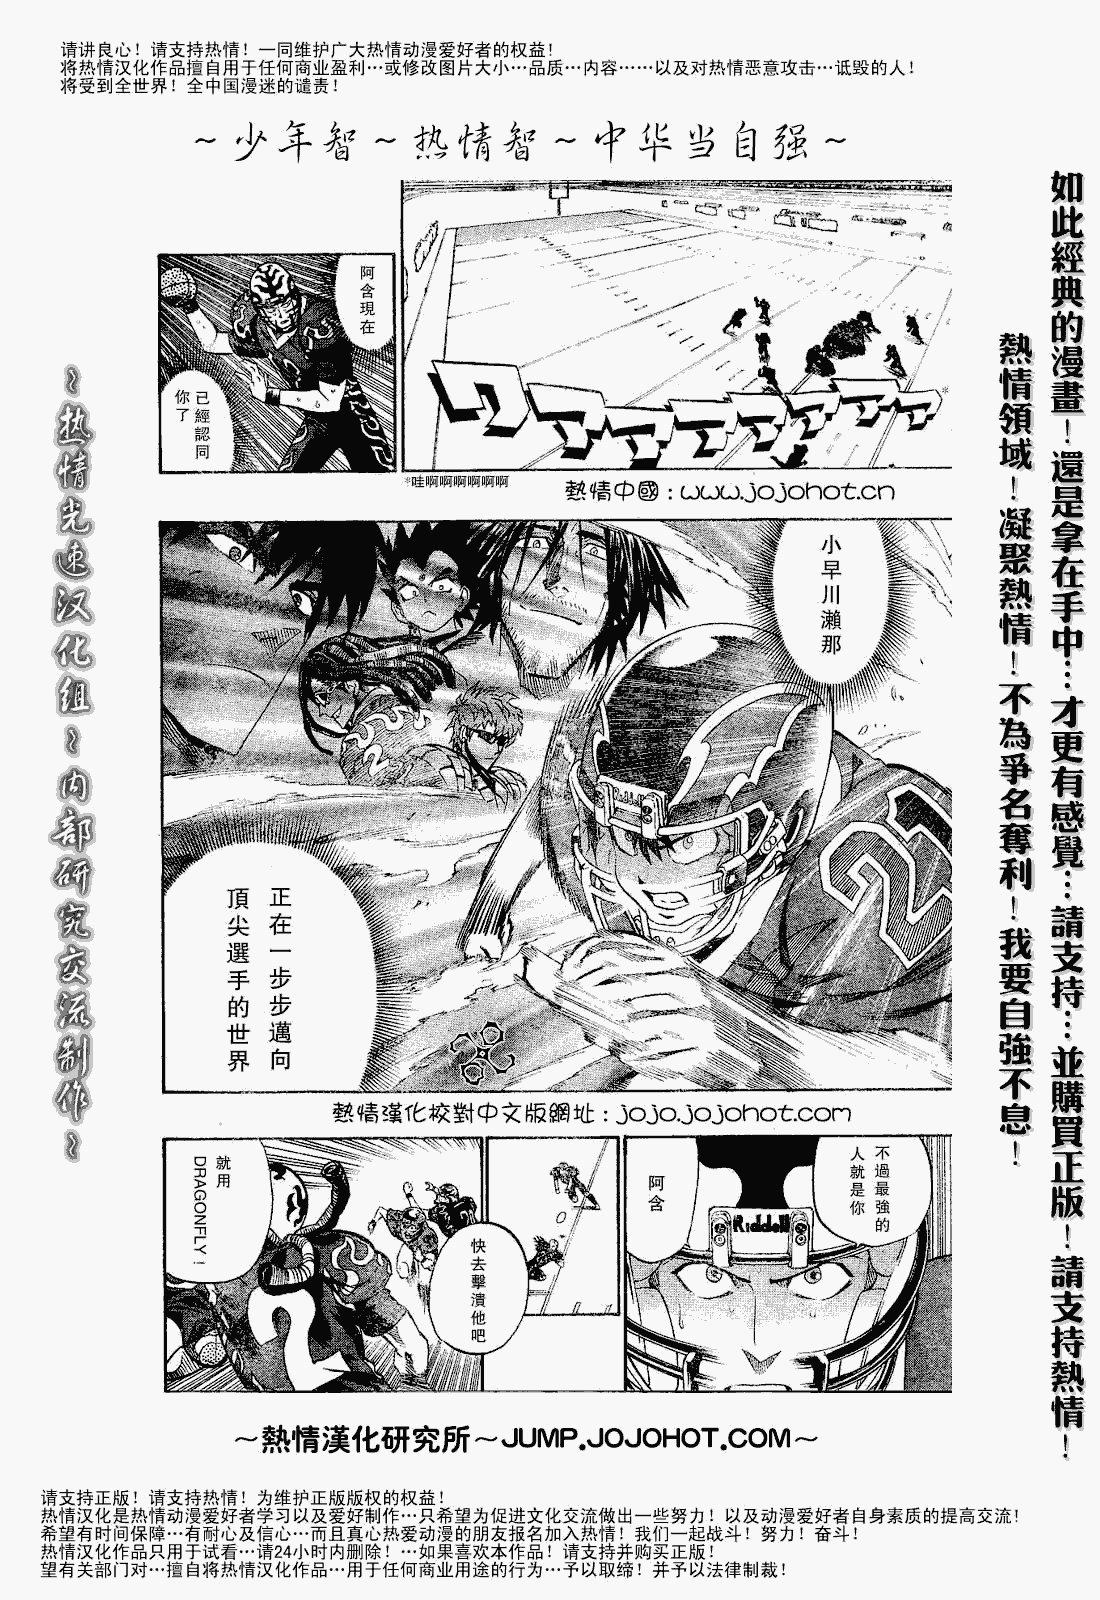 请讲良心！请支持热情！一同维护广大热情动漫爱好者的权益！
将热情汉化作品擅自用于任何商业盈利…或修改图片大小…品质…内容……以及对热情恶意攻击…诋毁的人！
将受到全世界！全中国漫迷的谴责！
～少年智～热情智～中华当自强～
如此經典的漫畫！還是拿在手中…才更有感覺…請支持…並購買正版！請支持熱情！
熱情領域！凝聚熱情！不為爭名奪利！我要自強不息！
ワァァァァァァァ
*
阿含現在
已經認同
你了
*哇啊啊啊啊啊啊
熱情中國：www.jojohot.cn
小早川瀨那
21
正在一步步邁向
頂尖選手的世界
熱情漢化校對中文版網址：jojo.jojohot.com
不過最強的
人就是你
阿含
Riddell
快去擊潰他吧
就用
DRAGONFLY！
2
～熱情漢化研究所～JUMP.JOJOHOT.COM～
～热情光速汉化组～内部研究交流制作～
请支持正版！请支持热情！为维护正版版权的权益！
热情汉化是热情动漫爱好者学习以及爱好制作…只希望为促进文化交流做出一些努力！以及动漫爱好者自身素质的提高交流！
希望有时间保障…有耐心及信心…而且真心热爱动漫的朋友报名加入热情！我们一起战斗！努力！奋斗！
热情汉化作品只用于试看…请24小时内删除！…如果喜欢本作品！请支持并购买正版！
望有关部门对…擅自将热情汉化作品…用于任何商业用途的行为…予以取缔！并予以法律制裁！